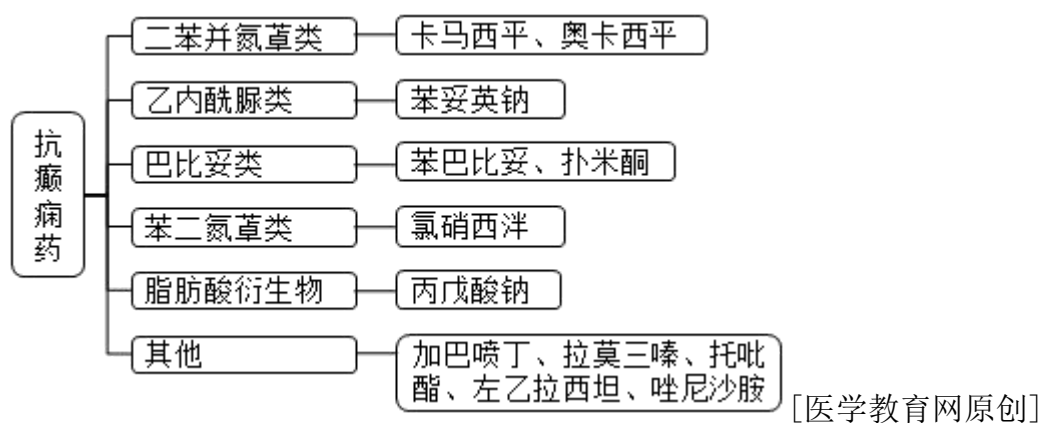 抗癫痫药
二苯并氮䓬类
卡马西平、奥卡西平
乙内酰脲类
苯妥英钠
巴比妥类
苯巴比妥、扑米酮
苯二氮䓬类
氯硝西泮
脂肪酸衍生物
丙戊酸钠
其他
加巴喷丁、拉莫三嗪、托吡
酯、左乙拉西坦、唑尼沙胺
[医学教育网原创]